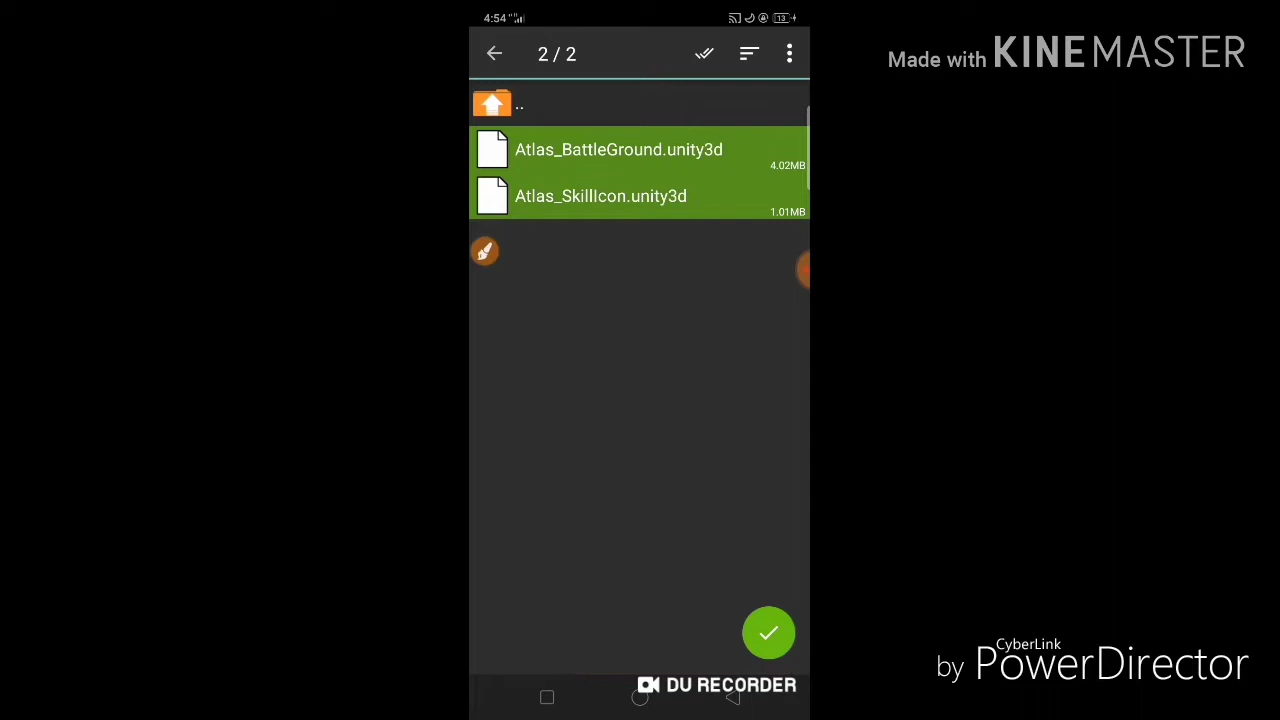 4:54
13
2 / 2
Made with KINEMASTER
..
Atlas_BattleGround.unity3d
4.02MB
Atlas_SkillIcon.unity3d
1.01MB
CyberLink
by PowerDirector
DU RECORDER